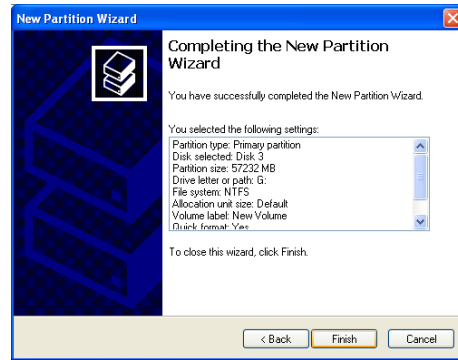 New Partition Wizard
Completing the New Partition
Wizard
You have successfully completed the New Partition Wizard.
You selected the following settings:
Partition type: Primary partition
Disk selected: Disk 3
Partition size: 57232 MB
Drive letter or path: G:
File system: NTFS
Allocation unit size: Default
Volume label: New Volume
Quick format: Yes
To close this wizard, click Finish.
< Back Finish Cancel